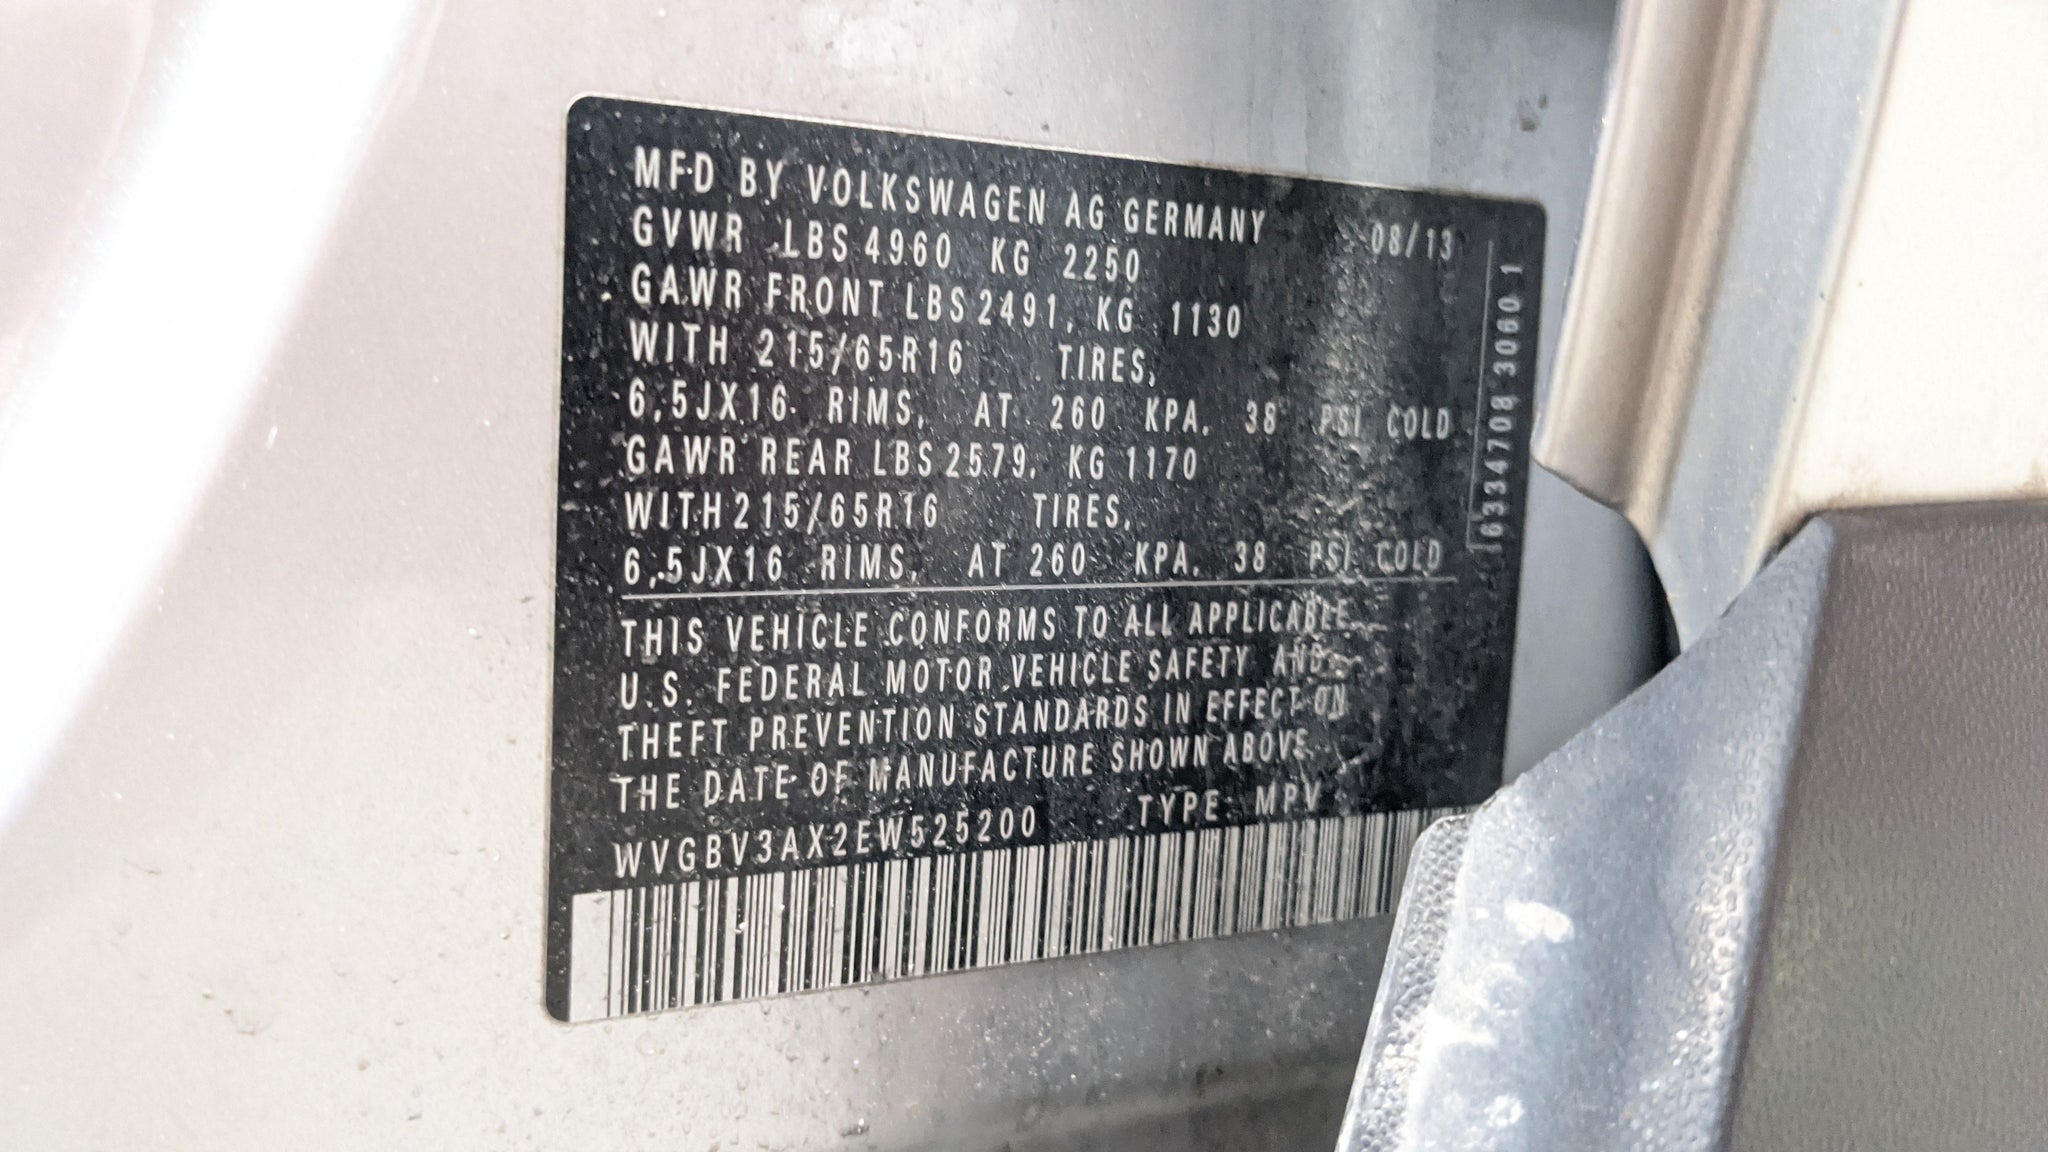 MFD BY VOLKSWAGEN AG GERMANY 08/13
GVWR LBS 4960 KG 2250
GAWR FRONT LBS 2491, KG 1130
WITH 215/65R16 TIRES,
6,5JX16 RIMS, AT 260 KPA, 38 PSI COLD
GAWR REAR LBS 2579, KG 1170
WITH 215/65R16 TIRES,
6,5JX16 RIMS, AT 260 KPA, 38 PSI COLD
THIS VEHICLE CONFORMS TO ALL APPLICABLE
U.S. FEDERAL MOTOR VEHICLE SAFETY AND
THEFT PREVENTION STANDARDS IN EFFECT ON
THE DATE OF MANUFACTURE SHOWN ABOVE
WVGBV3AX2EW525200 TYPE: MPV
6334708 3060 1